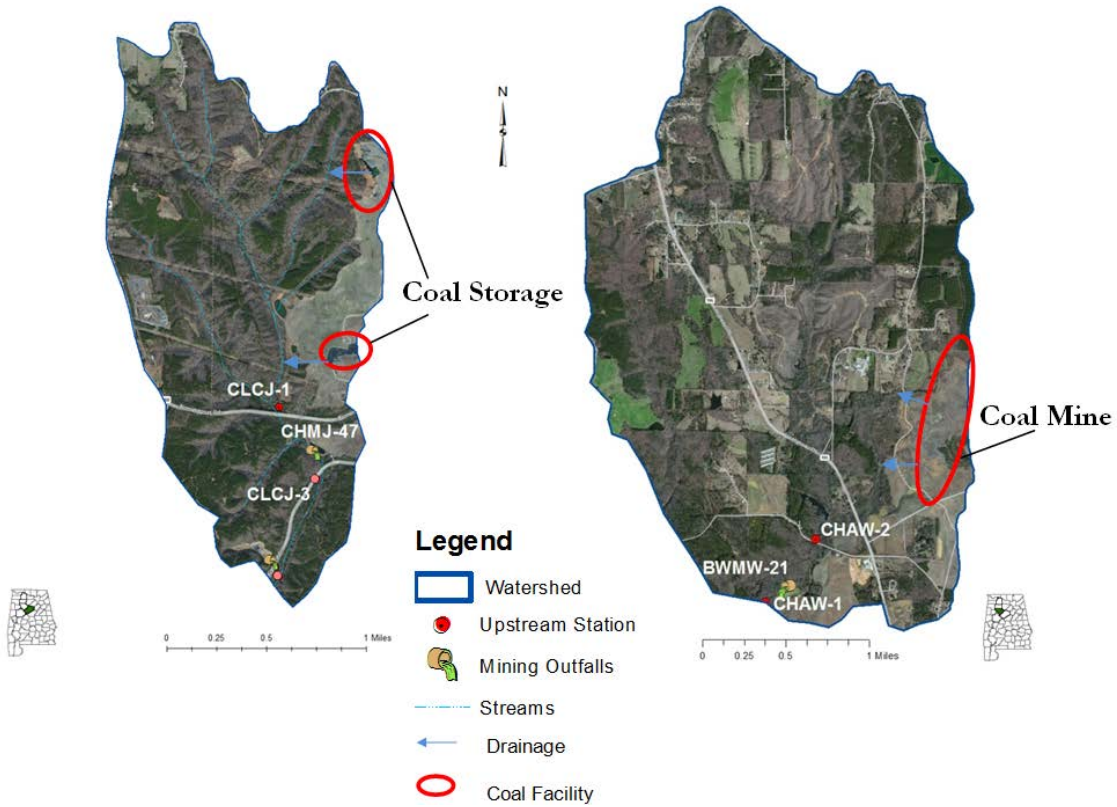 N
S
Coal Storage
CLCJ-1
CHMJ-47
CLCJ-3
Coal Mine
CHAW-2
BWMW-21
CHAW-1
Legend
Watershed
Upstream Station
Mining Outfalls
Streams
Drainage
Coal Facility
0 0.25 0.5 1 Miles
0 0.25 0.5 1 Miles